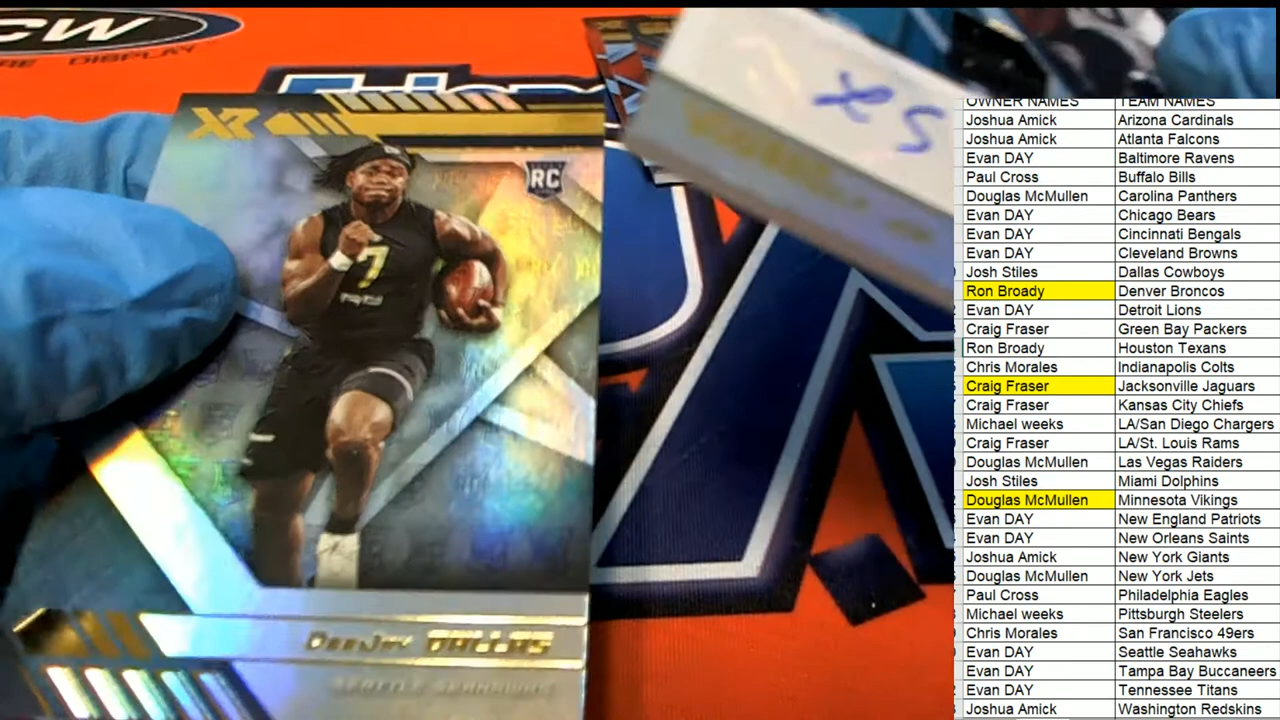 CW
RE DISPLAY
XR
RC
7
DeeJay DALLAS
SEATTLE SEAHAWKS
X5
OWNER NAMES TEAM NAMES
Joshua Amick Arizona Cardinals
Joshua Amick Atlanta Falcons
Evan DAY Baltimore Ravens
Paul Cross Buffalo Bills
Douglas McMullen Carolina Panthers
Evan DAY Chicago Bears
Evan DAY Cincinnati Bengals
Evan DAY Cleveland Browns
Josh Stiles Dallas Cowboys
Ron Broady Denver Broncos
Evan DAY Detroit Lions
Craig Fraser Green Bay Packers
Ron Broady Houston Texans
Chris Morales Indianapolis Colts
Craig Fraser Jacksonville Jaguars
Craig Fraser Kansas City Chiefs
Michael weeks LA/San Diego Chargers
Craig Fraser LA/St. Louis Rams
Douglas McMullen Las Vegas Raiders
Josh Stiles Miami Dolphins
Douglas McMullen Minnesota Vikings
Evan DAY New England Patriots
Evan DAY New Orleans Saints
Joshua Amick New York Giants
Douglas McMullen New York Jets
Paul Cross Philadelphia Eagles
Michael weeks Pittsburgh Steelers
Chris Morales San Francisco 49ers
Evan DAY Seattle Seahawks
Evan DAY Tampa Bay Buccaneers
Evan DAY Tennessee Titans
Joshua Amick Washington Redskins